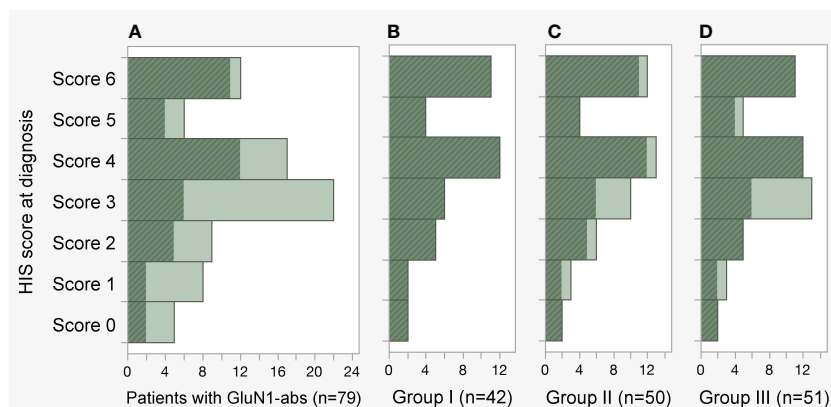 A
B
C
D
HIS score at diagnosis
Score 6
Score 5
Score 4
Score 3
Score 2
Score 1
Score 0
0 4 8 12 16 20 24
0 4 8 12
0 4 8 12
0 4 8 12
Patients with GluN1-abs (n=79)
Group I (n=42)
Group II (n=50)
Group III (n=51)